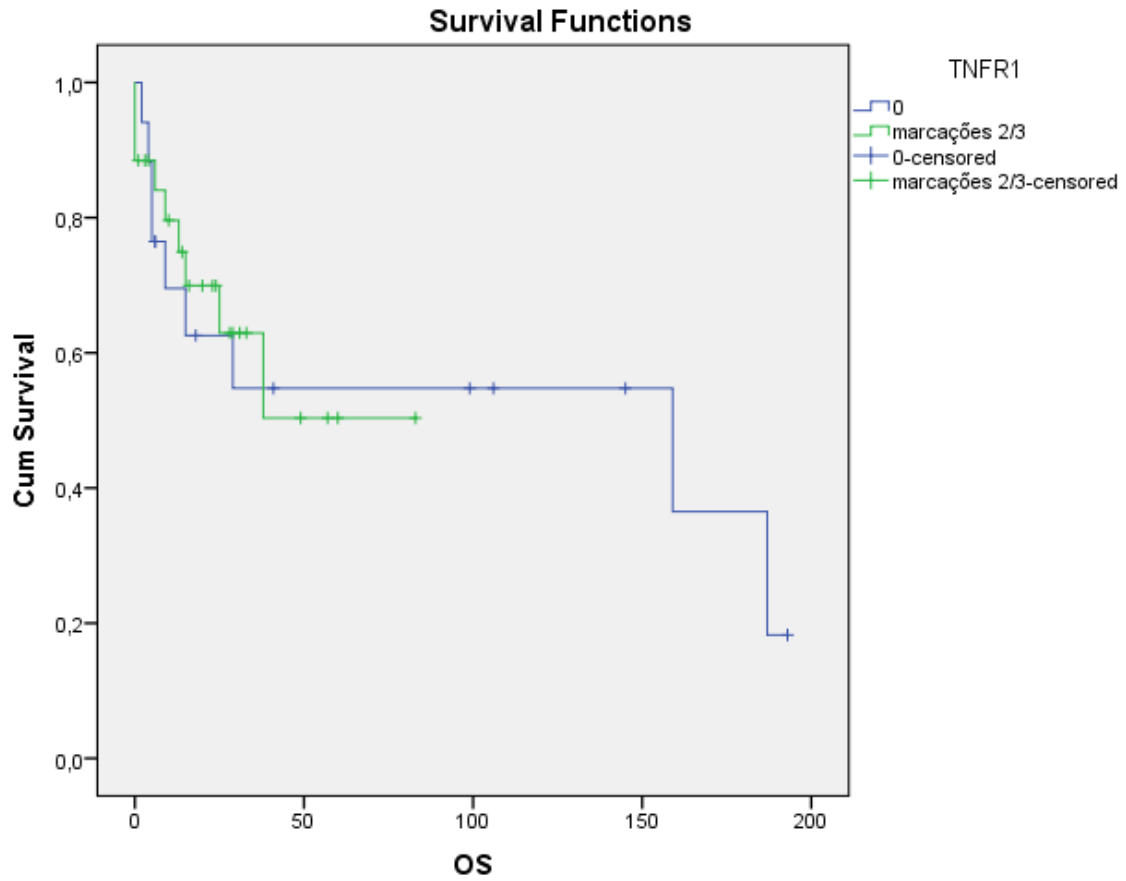 Survival Functions
TNFR1
0
marcações 2/3
0-censored
marcações 2/3-censored
Cum Survival
1,0
0,8
0,6
0,4
0,2
0,0
0
50
100
150
200
OS